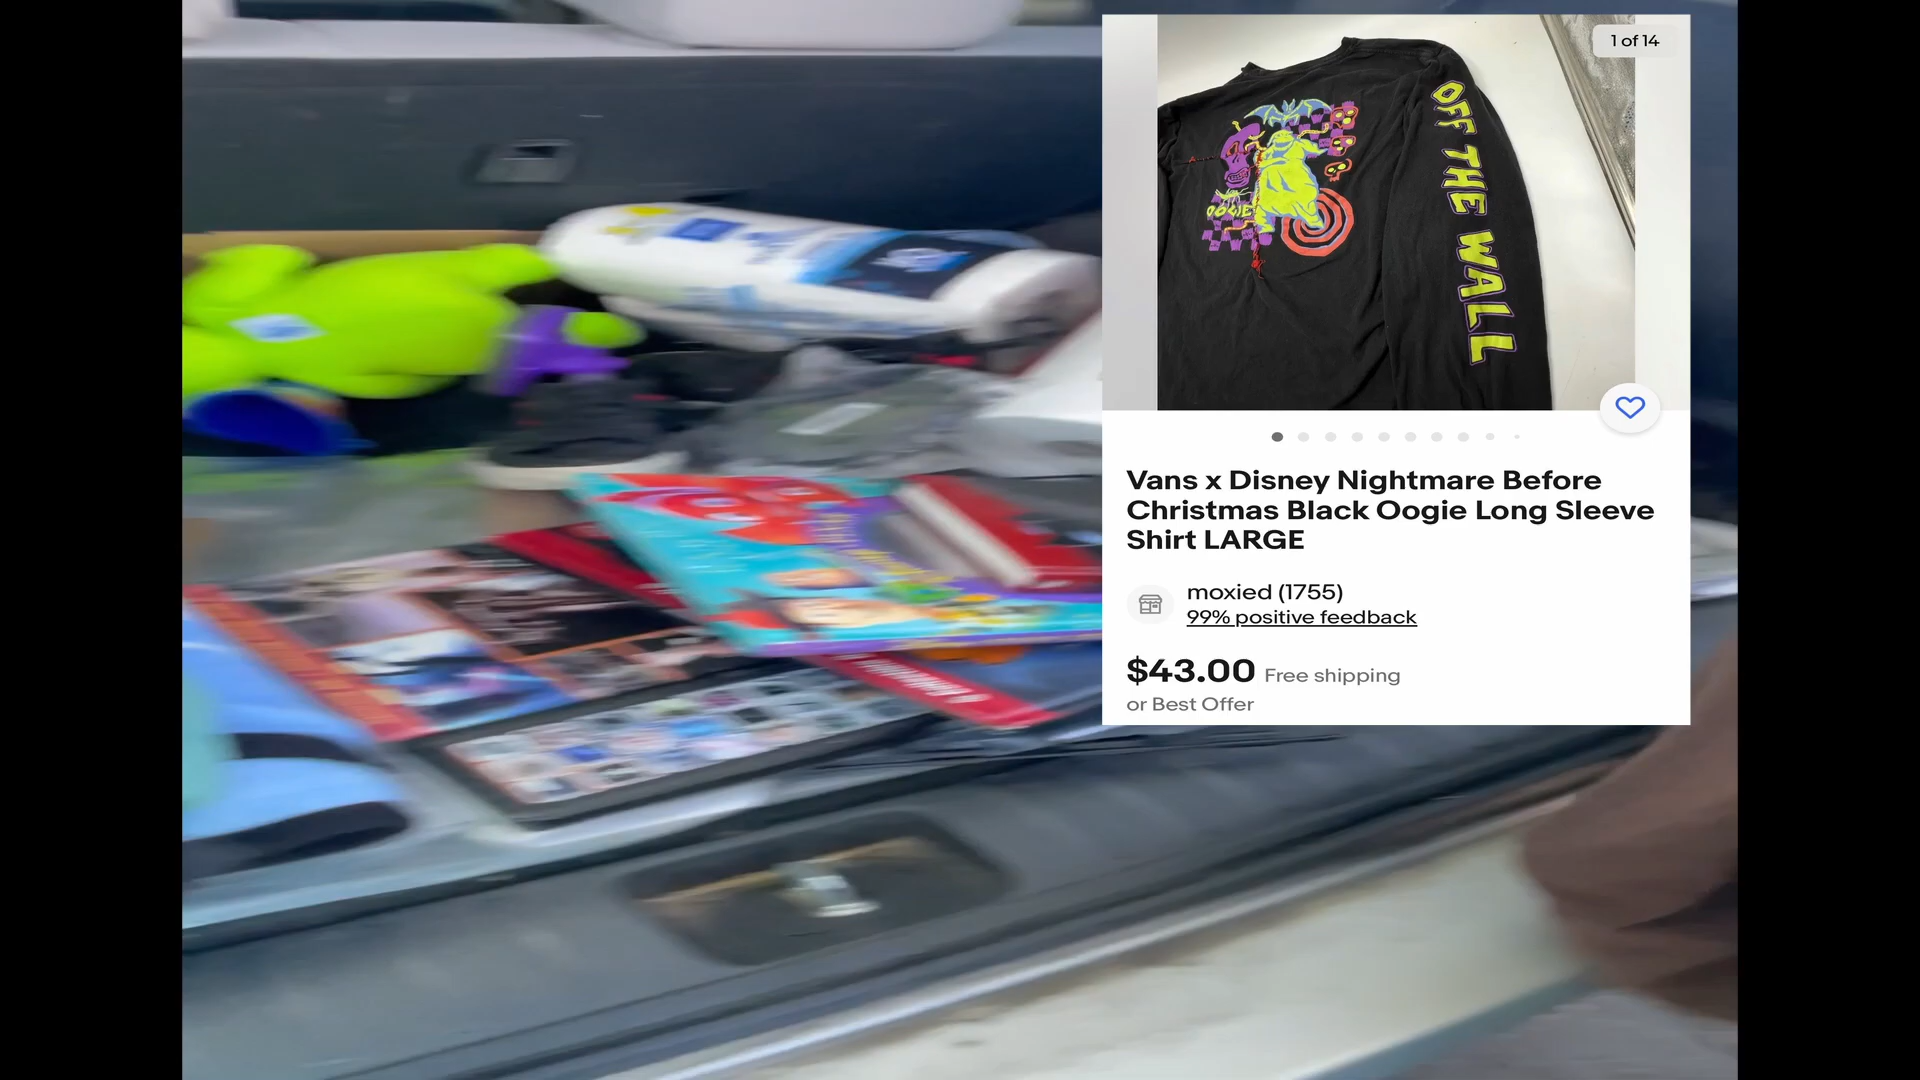 1 of 14
OFF THE WALL
OOGIE
Vans x Disney Nightmare Before
Christmas Black Oogie Long Sleeve
Shirt LARGE
moxied (1755)
99% positive feedback
$43.00 Free shipping
or Best Offer